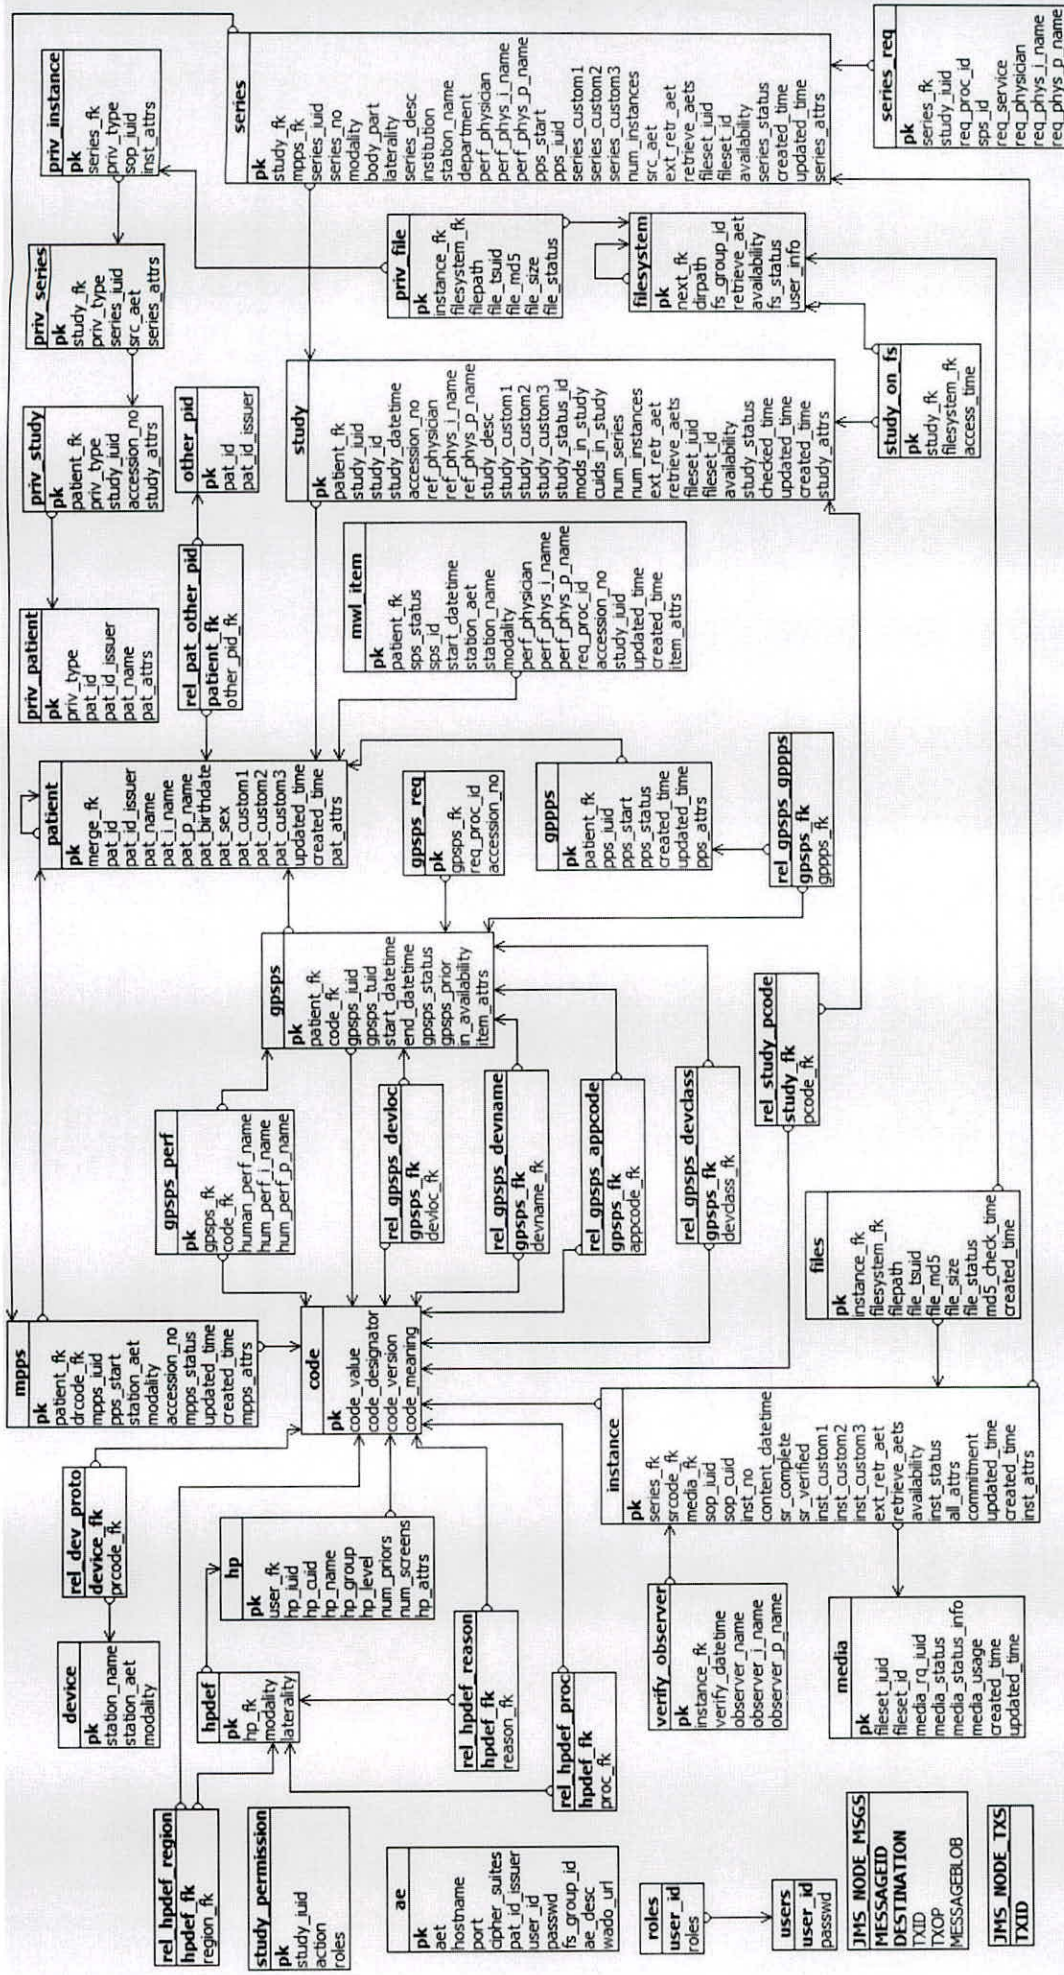 rel_hpdef_region
hpdef_fk
region_fk
device
pk
station_name
station_aet
modality
rel_dev_proto
device_fk
prcode_fk
mpps
pk
patient_fk
drcode_fk
mpps_iuid
pps_start
station_aet
modality
accession_no
mpps_status
updated_time
created_time
mpps_attrs
patient
pk
merge_fk
pat_id
pat_id_issuer
pat_name
pat_i_name
pat_p_name
pat_birthdate
pat_sex
pat_custom1
pat_custom2
pat_custom3
updated_time
created_time
pat_attrs
priv_patient
pk
priv_type
pat_id
pat_id_issuer
pat_name
pat_attrs
priv_study
pk
patient_fk
priv_type
study_iuid
accession_no
study_attrs
priv_series
pk
study_fk
priv_type
series_iuid
src_aet
series_attrs
priv_instance
pk
series_fk
priv_type
sop_iuid
inst_attrs
rel_pat_other_pid
patient_fk
other_pid_fk
other_pid
pk
pat_id
pat_id_issuer
study_permission
pk
study_iuid
action
roles
hpdef
pk
hp_fk
modality
laterality
hp
pk
user_fk
hp_iuid
hp_cuid
hp_name
hp_group
hp_level
num_priors
num_screens
hp_attrs
code
pk
code_value
code_designator
code_version
code_meaning
gpsps_perf
pk
gpsps_fk
code_fk
human_perf_name
hum_perf_i_name
hum_perf_p_name
gpsps
pk
patient_fk
code_fk
gpsps_iuid
gpsps_tuid
start_datetime
end_datetime
gpsps_status
gpsps_prior
in_availability
item_attrs
series
pk
study_fk
mpps_fk
series_iuid
series_no
modality
body_part
laterality
series_desc
institution
station_name
department
perf_physician
perf_phys_i_name
perf_phys_p_name
pps_start
pps_iuid
series_custom1
series_custom2
series_custom3
num_instances
src_aet
ext_retr_aet
retrieve_aets
fileset_iuid
fileset_id
availability
series_status
created_time
updated_time
series_attrs
study
pk
patient_fk
study_iuid
study_id
study_datetime
accession_no
ref_physician
ref_phys_i_name
ref_phys_p_name
study_desc
study_custom1
study_custom2
study_custom3
study_status_id
mods_in_study
cuids_in_study
num_series
num_instances
ext_retr_aet
retrieve_aets
fileset_iuid
fileset_id
availability
study_status
checked_time
updated_time
created_time
study_attrs
mwl_item
pk
patient_fk
sps_status
sps_id
start_datetime
station_aet
station_name
modality
perf_physician
perf_phys_i_name
perf_phys_p_name
req_proc_id
accession_no
study_iuid
updated_time
created_time
item_attrs
priv_file
pk
instance_fk
filesystem_fk
filepath
file_tsuid
file_md5
file_size
file_status
ae
pk
aet
hostname
port
cipher_suites
pat_id_issuer
user_id
passwd
fs_group_id
ae_desc
wado_url
rel_hpdef_reason
hpdef_fk
reason_fk
rel_gpsps_devloc
gpsps_fk
devloc_fk
gpsps_req
pk
gpsps_fk
req_proc_id
accession_no
rel_hpdef_proc
hpdef_fk
proc_fk
rel_gpsps_devname
gpsps_fk
devname_fk
gppps
pk
patient_fk
pps_iuid
pps_start
pps_status
created_time
updated_time
pps_attrs
rel_gpsps_appcode
gpsps_fk
appcode_fk
filesystem
pk
next_fk
dirpath
fs_group_id
retrieve_aet
availability
fs_status
user_info
roles
user_id
roles
verify_observer
pk
instance_fk
verify_datetime
observer_name
observer_i_name
observer_p_name
instance
pk
series_fk
srcode_fk
media_fk
sop_iuid
sop_cuid
inst_no
content_datetime
sr_complete
sr_verified
inst_custom1
inst_custom2
inst_custom3
ext_retr_aet
retrieve_aets
availability
inst_status
all_attrs
commitment
updated_time
created_time
inst_attrs
rel_gpsps_devclass
gpsps_fk
devclass_fk
rel_gpsps_gppps
gpsps_fk
gppps_fk
users
user_id
passwd
rel_study_pcode
study_fk
pcode_fk
files
pk
instance_fk
filesystem_fk
filepath
file_tsuid
file_md5
file_size
file_status
md5_check_time
created_time
study_on_fs
pk
study_fk
filesystem_fk
access_time
series_req
pk
series_fk
study_iuid
req_proc_id
sps_id
req_service
req_physician
req_phys_i_name
req_phys_p_name
media
pk
fileset_iuid
fileset_id
media_rq_iuid
media_status
media_status_info
media_usage
created_time
updated_time
JMS_NODE_MSGS
MESSAGEID
DESTINATION
TXID
TXOP
MESSAGEBLOB
JMS_NODE_TXS
TXID